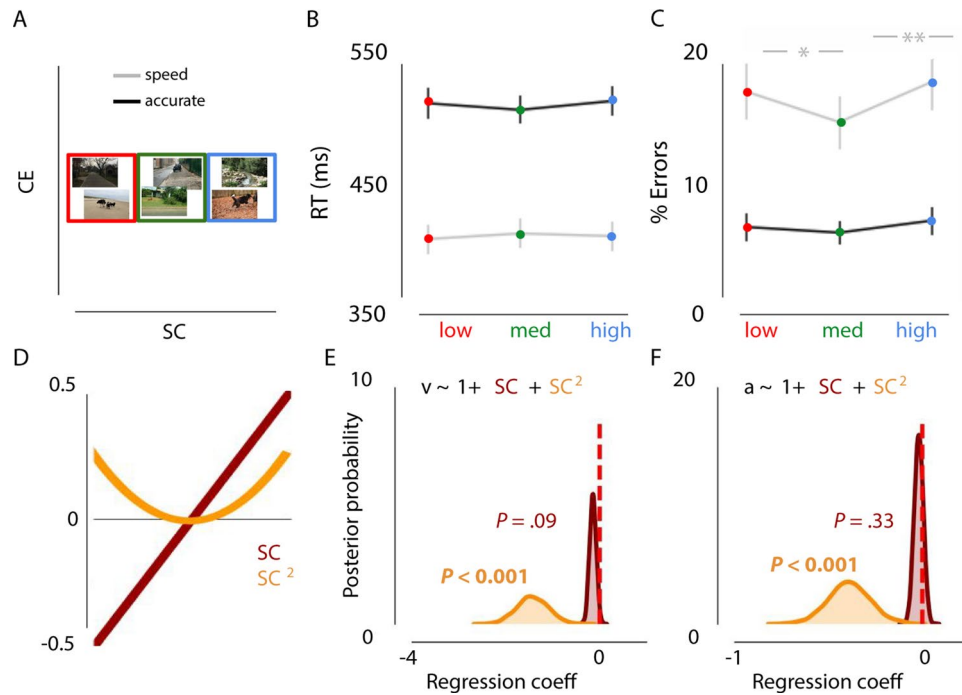 A
speed
accurate
CE
SC
B
550
450
350
RT (ms)
low med high
C
20
10
0
% Errors
* **
low med high
D
0.5
0
-0.5
SC
SC 2
E
10
0
Posterior probability
v ~ 1+ SC + SC 2
P = .09
P < 0.001
-4 0
Regression coeff
F
20
0
a ~ 1+ SC + SC 2
P = .33
P < 0.001
-1 0
Regression coeff